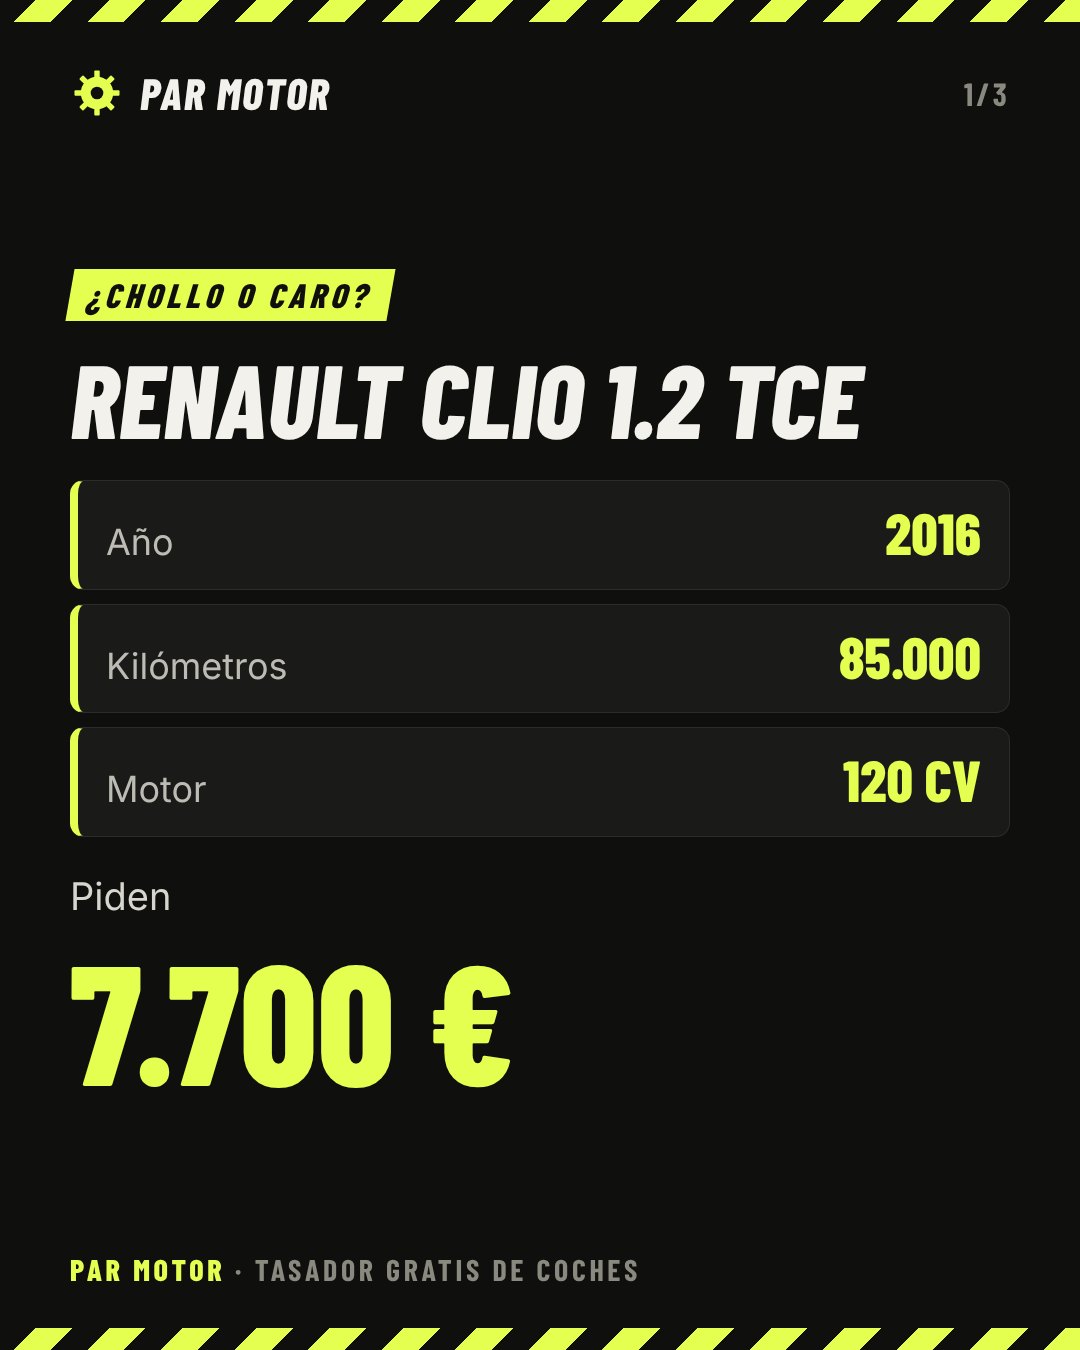 PAR MOTOR
1/3
¿CHOLLO O CARO?
RENAULT CLIO 1.2 TCE
Año 2016
Kilómetros 85.000
Motor 120 CV
Piden
7.700 €
PAR MOTOR · TASADOR GRATIS DE COCHES